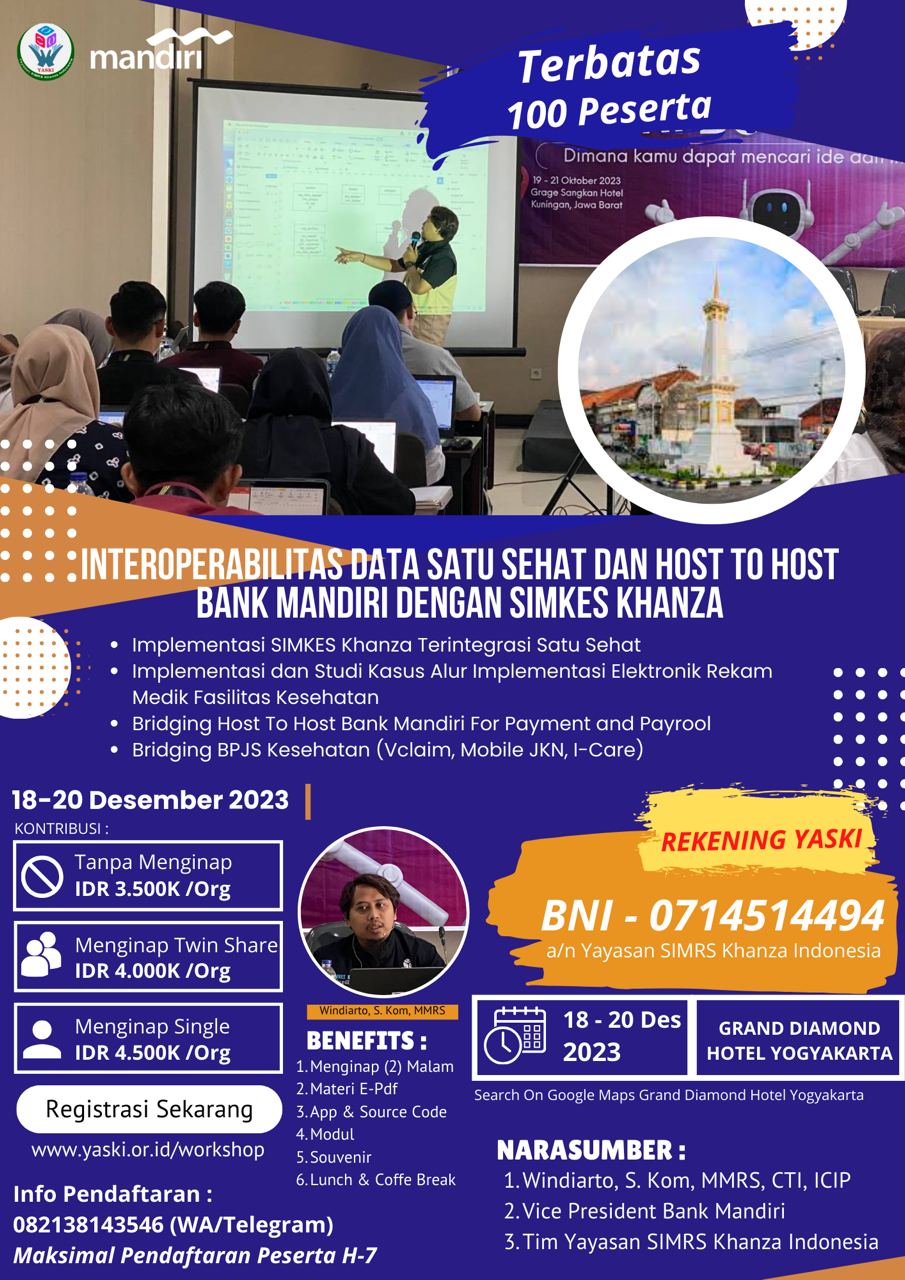 YASKI
mandiri
Terbatas
100 Peserta
Dimana kamu dapat mencari ide dan
19 - 21 Oktober 2023
Grage Sangkan Hotel
Kuningan, Jawa Barat
INTEROPERABILITAS DATA SATU SEHAT DAN HOST TO HOST
BANK MANDIRI DENGAN SIMKES KHANZA
• Implementasi SIMKES Khanza Terintegrasi Satu Sehat
• Implementasi dan Studi Kasus Alur Implementasi Elektronik Rekam
Medik Fasilitas Kesehatan
• Bridging Host To Host Bank Mandiri For Payment and Payrool
• Bridging BPJS Kesehatan (Vclaim, Mobile JKN, I-Care)
18-20 Desember 2023
KONTRIBUSI :
Tanpa Menginap
IDR 3.500K /Org
Menginap Twin Share
IDR 4.000K /Org
Menginap Single
IDR 4.500K /Org
Registrasi Sekarang
www.yaski.or.id/workshop
Info Pendaftaran :
082138143546 (WA/Telegram)
Maksimal Pendaftaran Peserta H-7
Windiarto, S. Kom, MMRS
BENEFITS :
1. Menginap (2) Malam
2. Materi E-Pdf
3. App & Source Code
4. Modul
5. Souvenir
6. Lunch & Coffe Break
REKENING YASKI
BNI - 0714514494
a/n Yayasan SIMRS Khanza Indonesia
18 - 20 Des
2023
GRAND DIAMOND
HOTEL YOGYAKARTA
Search On Google Maps Grand Diamond Hotel Yogyakarta
NARASUMBER :
1. Windiarto, S. Kom, MMRS, CTI, ICIP
2. Vice President Bank Mandiri
3. Tim Yayasan SIMRS Khanza Indonesia